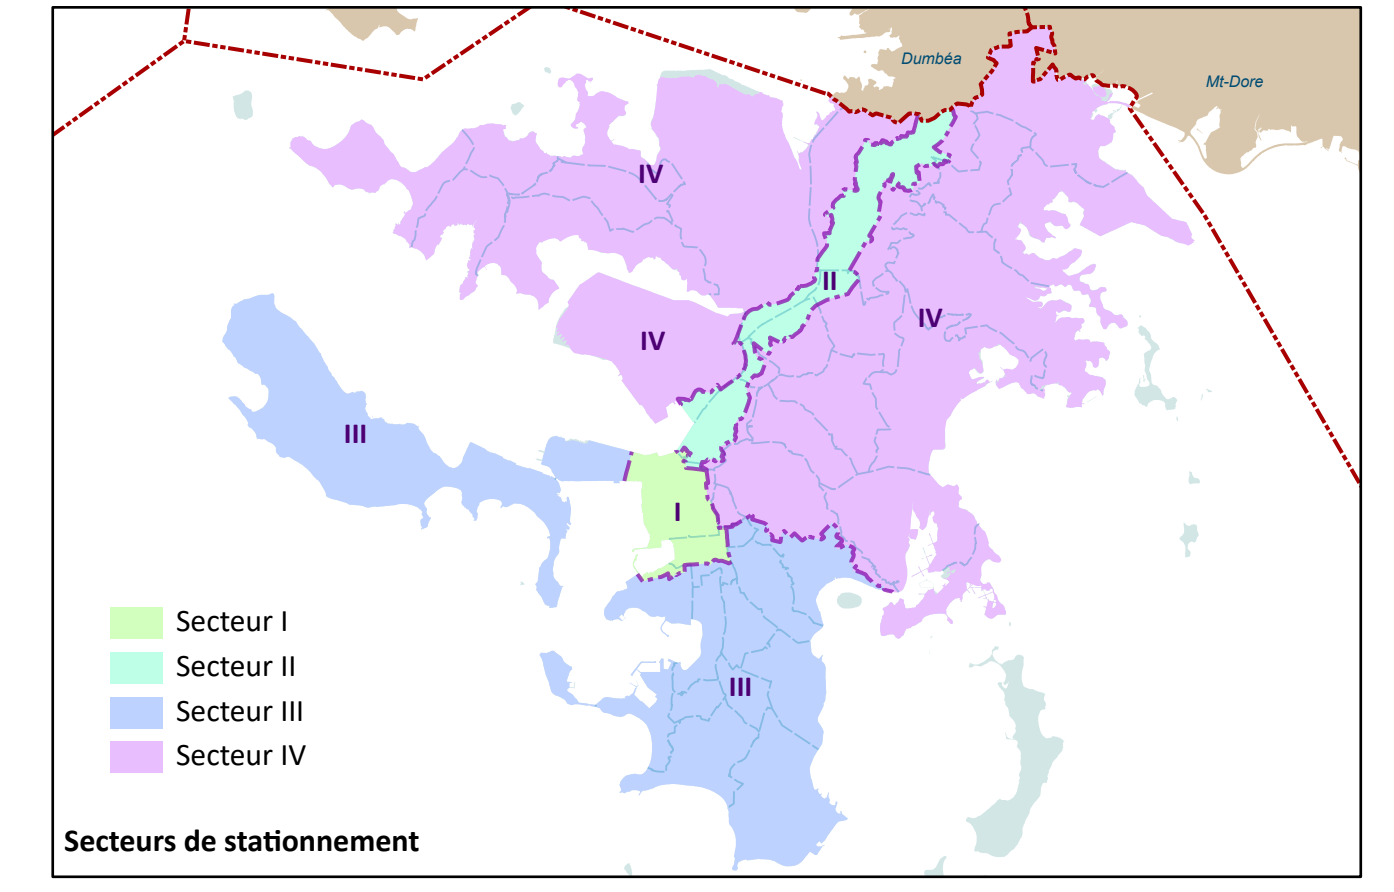 Dumbéa
Mt-Dore
IV
II
IV
IV
III
I
III
Secteur I
Secteur II
Secteur III
Secteur IV
Secteurs de stationnement